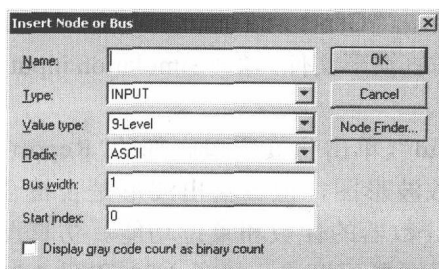 Insert Node or Bus
Name:
OK
Type: INPUT
Cancel
Value type: 9-Level
Node Finder...
Radix: ASCII
Bus width: 1
Start index: 0
Display gray code count as binary count